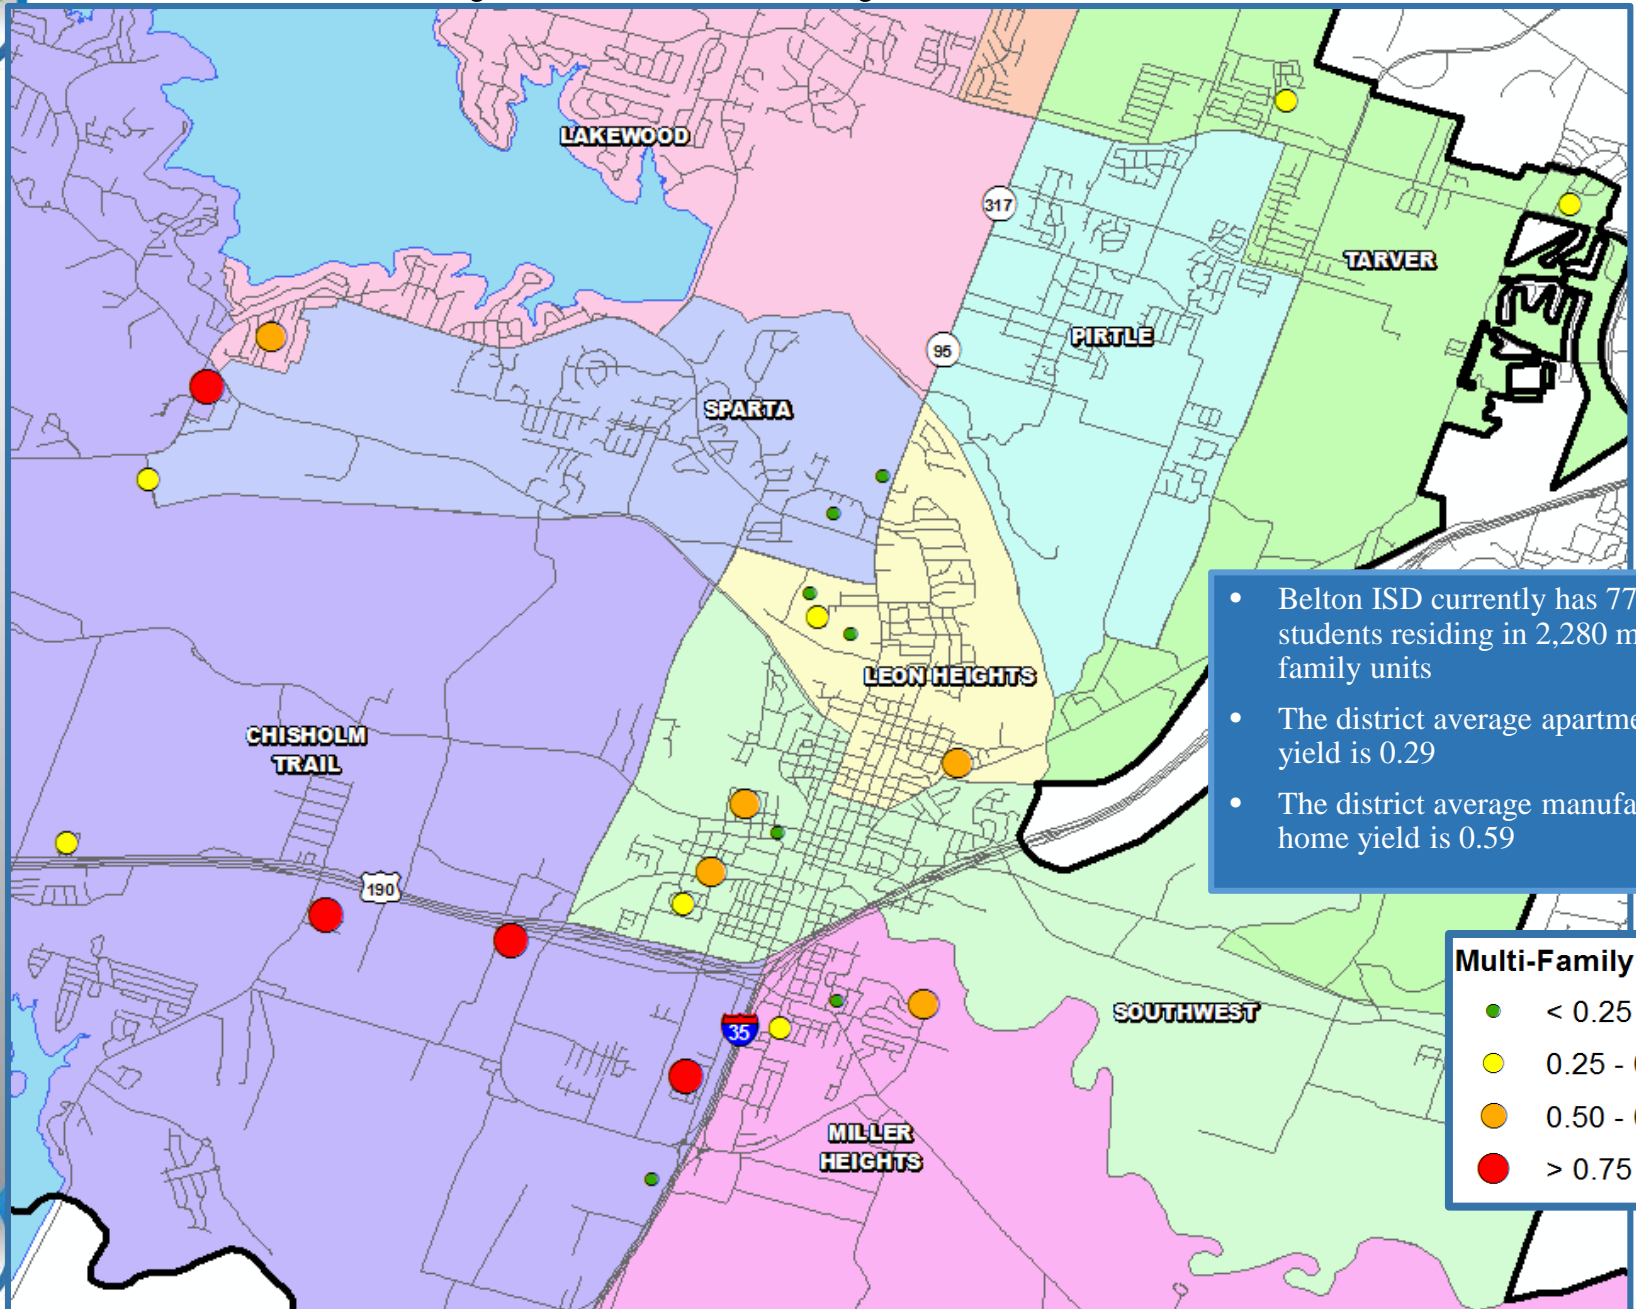 LAKEWOOD
317
TARVER
95
PIRTLE
SPARTA
• Belton ISD currently has 77
students residing in 2,280 m
family units
LEON HEIGHTS
• The district average apartme
yield is 0.29
CHISHOLM
TRAIL
• The district average manufa
home yield is 0.59
190
Multi-Family
SOUTHWEST
< 0.25
35
0.25 -
0.50 -
MILLER
HEIGHTS
> 0.75